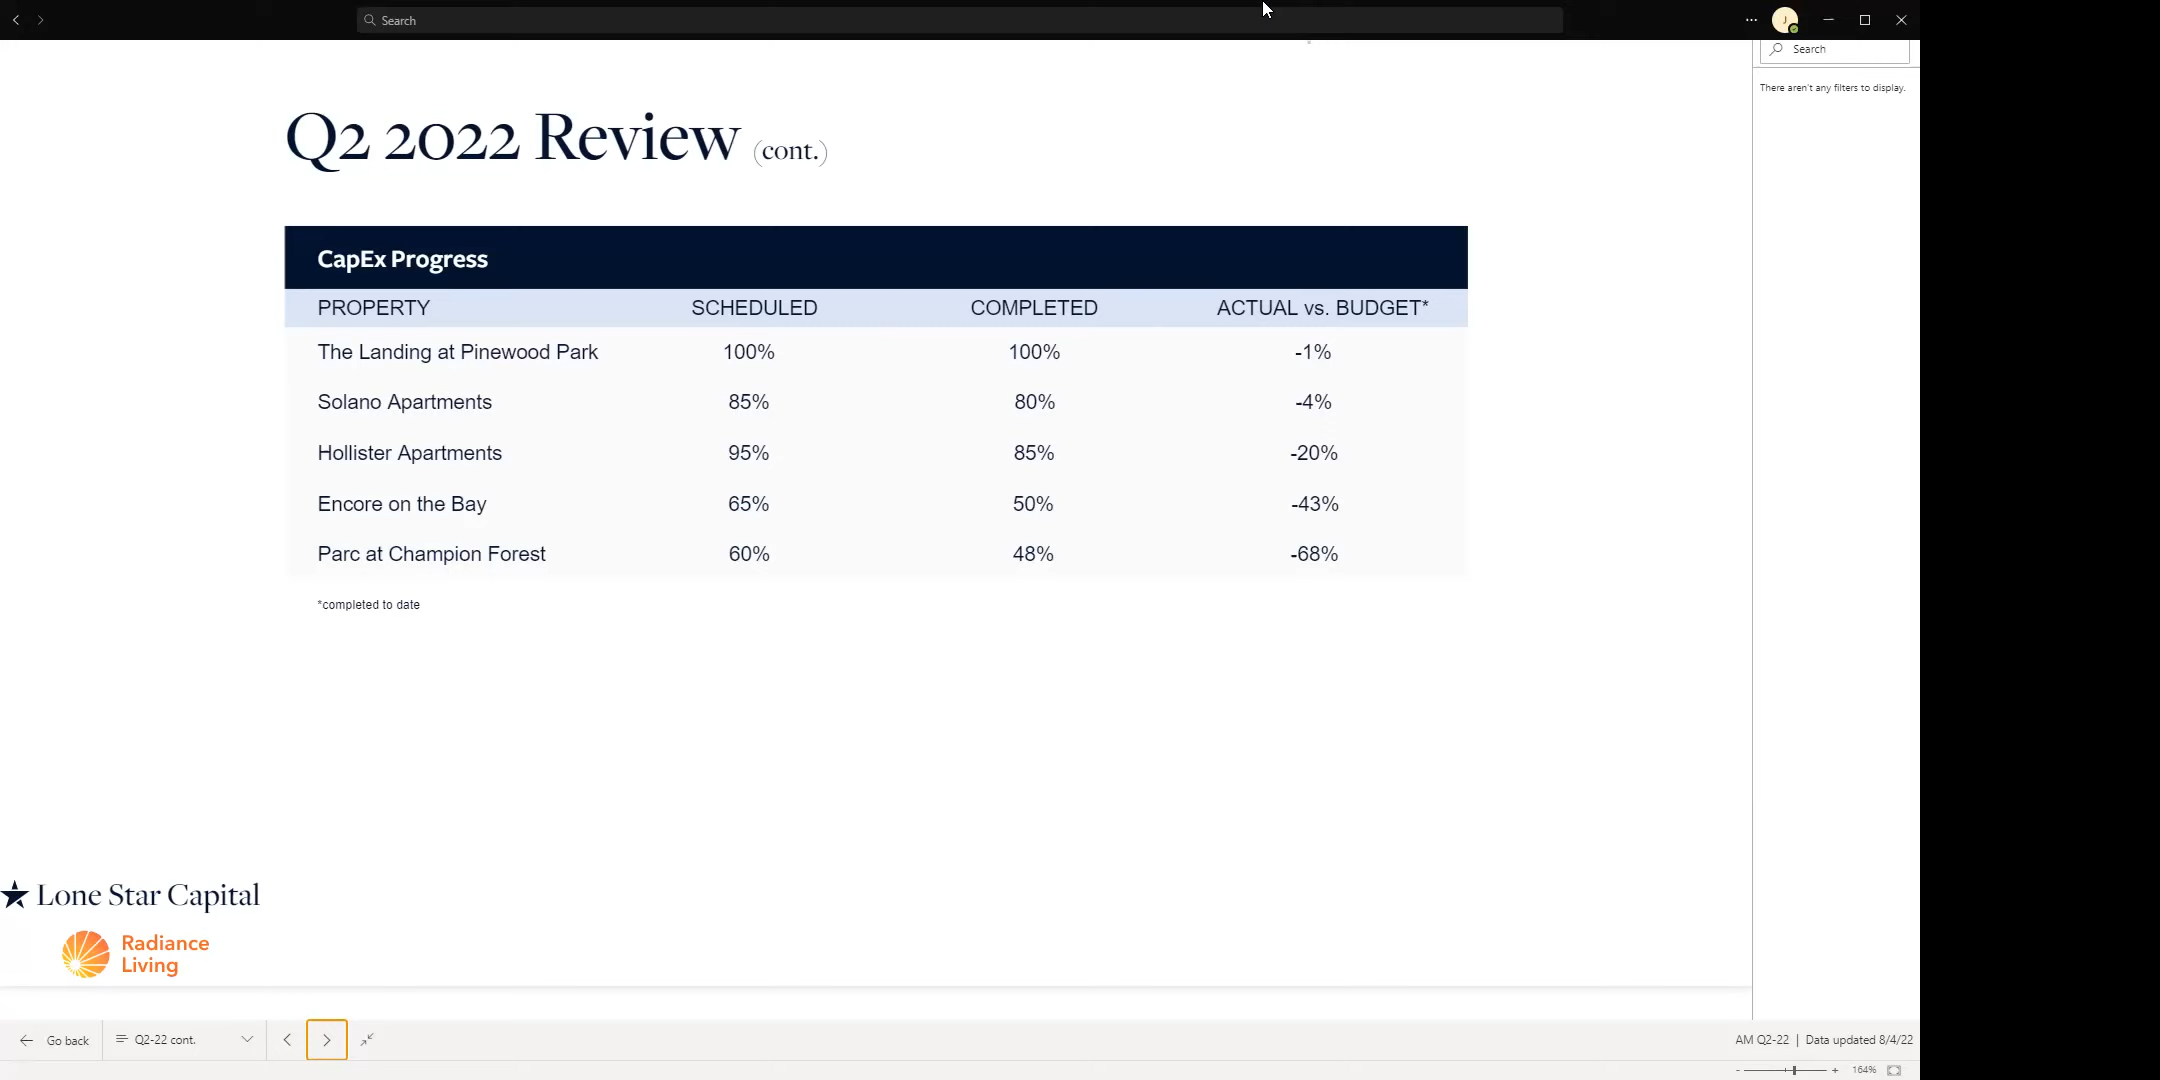 Search
J
Search
There aren't any filters to display.
Q2 2022 Review (cont.)
CapEx Progress
PROPERTY SCHEDULED COMPLETED ACTUAL vs. BUDGET*
The Landing at Pinewood Park 100% 100% -1%
Solano Apartments 85% 80% -4%
Hollister Apartments 95% 85% -20%
Encore on the Bay 65% 50% -43%
Parc at Champion Forest 60% 48% -68%
*completed to date
Lone Star Capital
Radiance
Living
Go back Q2-22 cont. AM Q2-22 | Data updated 8/4/22
- + 164%